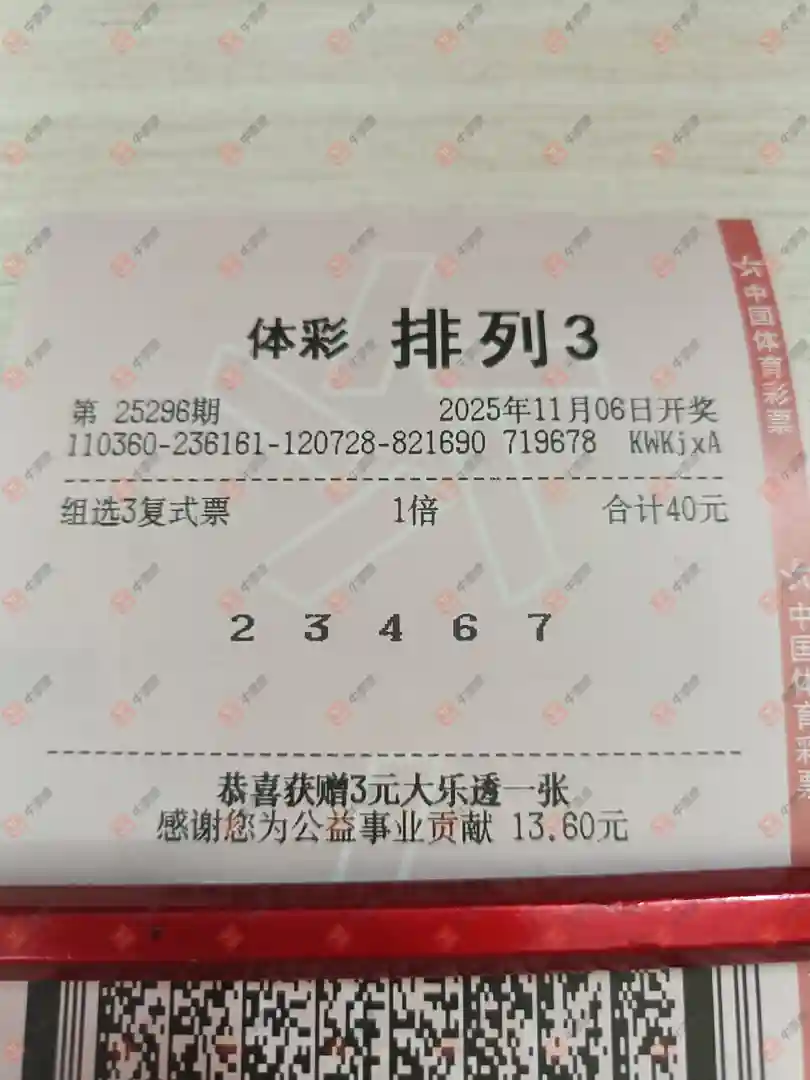 体彩 排列3
第 25296期 2025年11月06日开奖
110360-236161-120728-821690 719678 KWKjxA
组选3复式票 1倍 合计40元
2 3 4 6 7
恭喜获赠3元大乐透一张
感谢您为公益事业贡献 13.60元
中国体育彩票
中国体育彩票